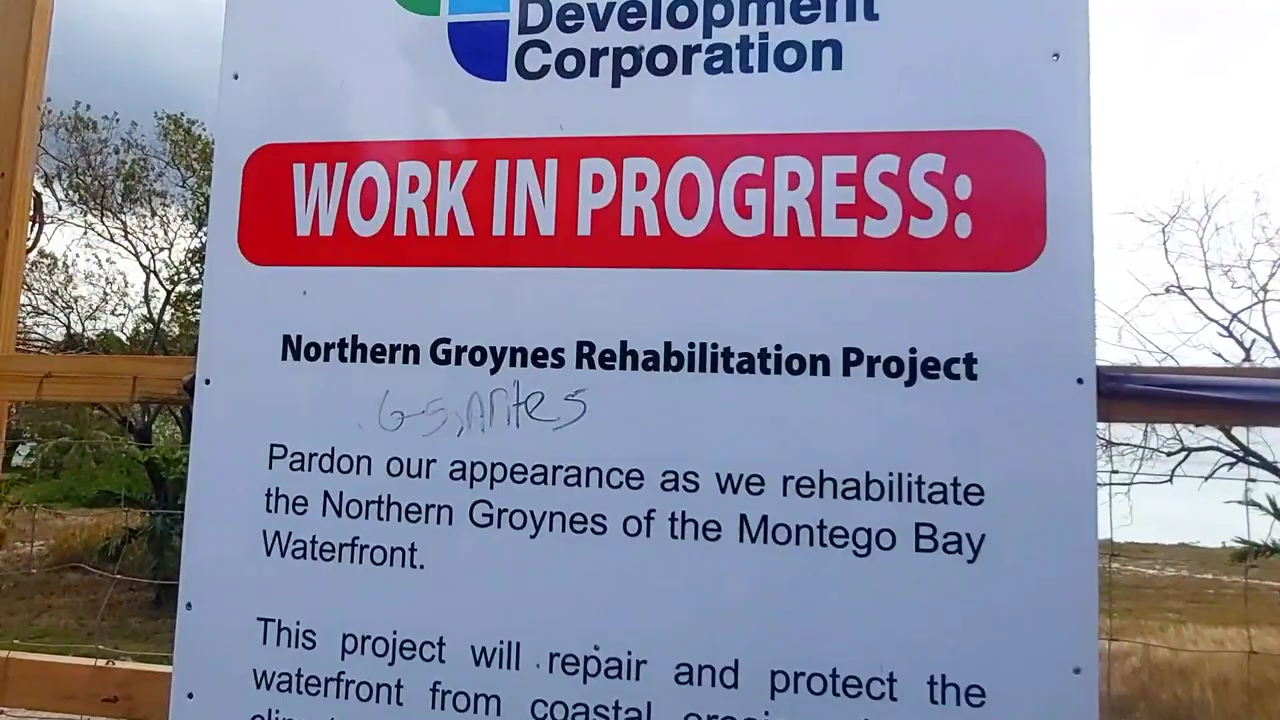 Development
Corporation
WORK IN PROGRESS:
Northern Groynes Rehabilitation Project
Pardon our appearance as we rehabilitate
the Northern Groynes of the Montego Bay
Waterfront.
This project will repair and protect the
waterfront from coastal